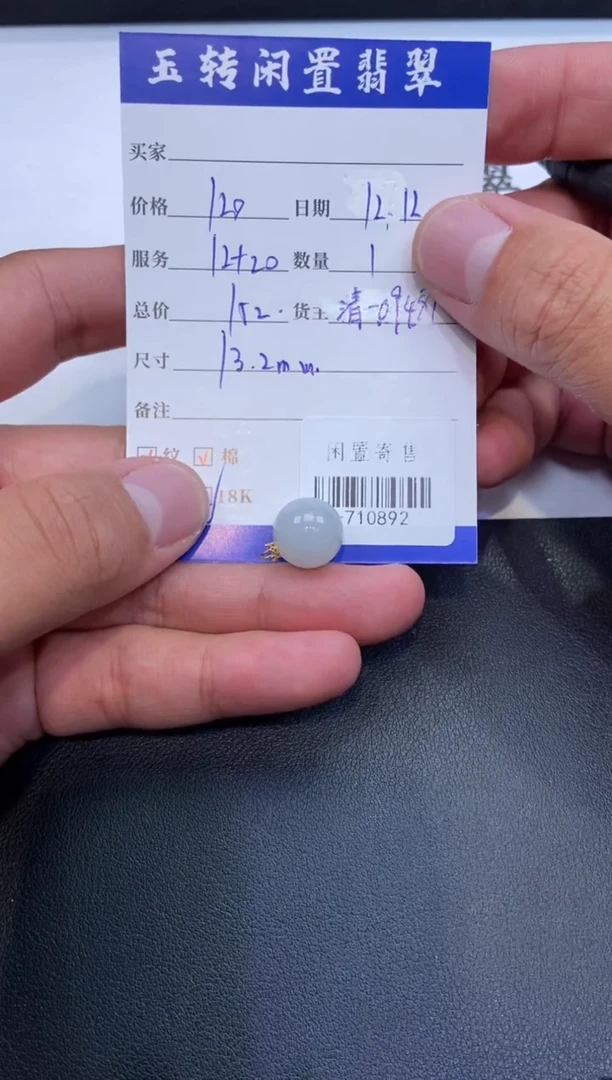 玉转闲置翡翠
买家
价格 120 日期 12.12
服务 12+20 数量 1
总价 152. 货主 清-0948
尺寸 13.2mm.
备注
纹 棉
18K
闲置寄售
-710892